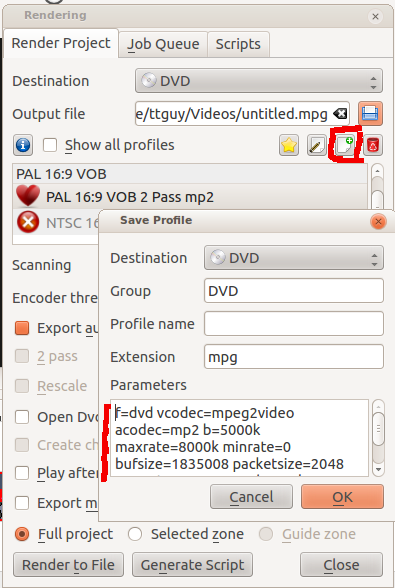 Rendering
Render Project
Job Queue
Scripts
Destination
DVD
Output file
e/ttguy/Videos/untitled.mpg
Show all profiles
PAL 16:9 VOB
PAL 16:9 VOB 2 Pass mp2
NTSC 16
Scanning
Encoder thre
Export au
2 pass
Rescale
Open Dvd
Create ch
Play after
Export m
Save Profile
Destination
DVD
Group
DVD
Profile name
Extension
mpg
Parameters
f=dvd vcodec=mpeg2video
acodec=mp2 b=5000k
maxrate=8000k minrate=0
bufsize=1835008 packetsize=2048
Cancel
OK
Full project
Selected zone
Guide zone
Render to File
Generate Script
Close